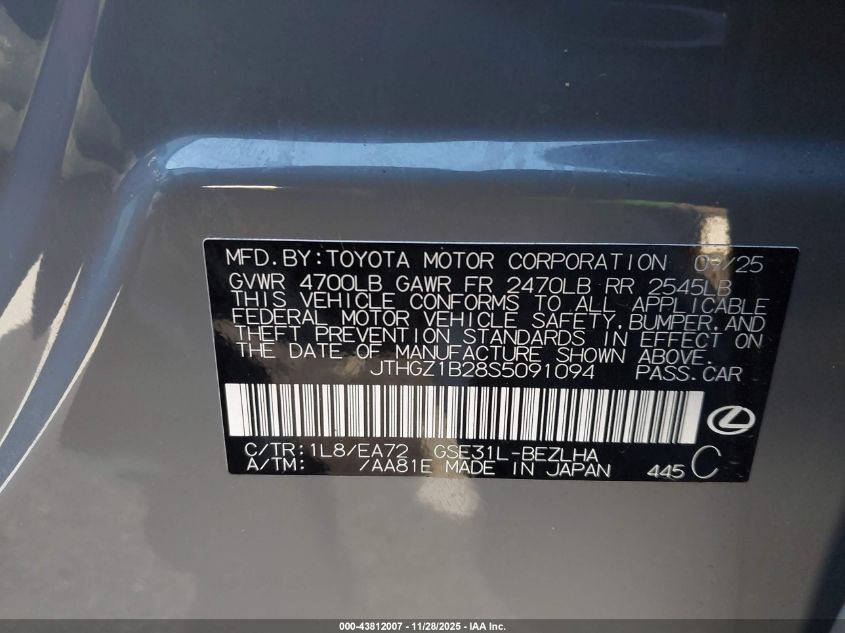 MFD. BY: TOYOTA MOTOR CORPORATION 09/25
GVWR 4700LB GAWR FR 2470LB RR 2545LB
THIS VEHICLE CONFORMS TO ALL APPLICABLE
FEDERAL MOTOR VEHICLE SAFETY, BUMPER, AND
THEFT PREVENTION STANDARDS IN EFFECT ON
THE DATE OF MANUFACTURE SHOWN ABOVE.
JTHGZ1B28S5091094 PASS. CAR
C/TR: 1L8/EA72 GSE31L-BEZLHA
A/TM: /AA81E MADE IN JAPAN 445 C
000-43812007 - 11/28/2025 - IAA Inc.